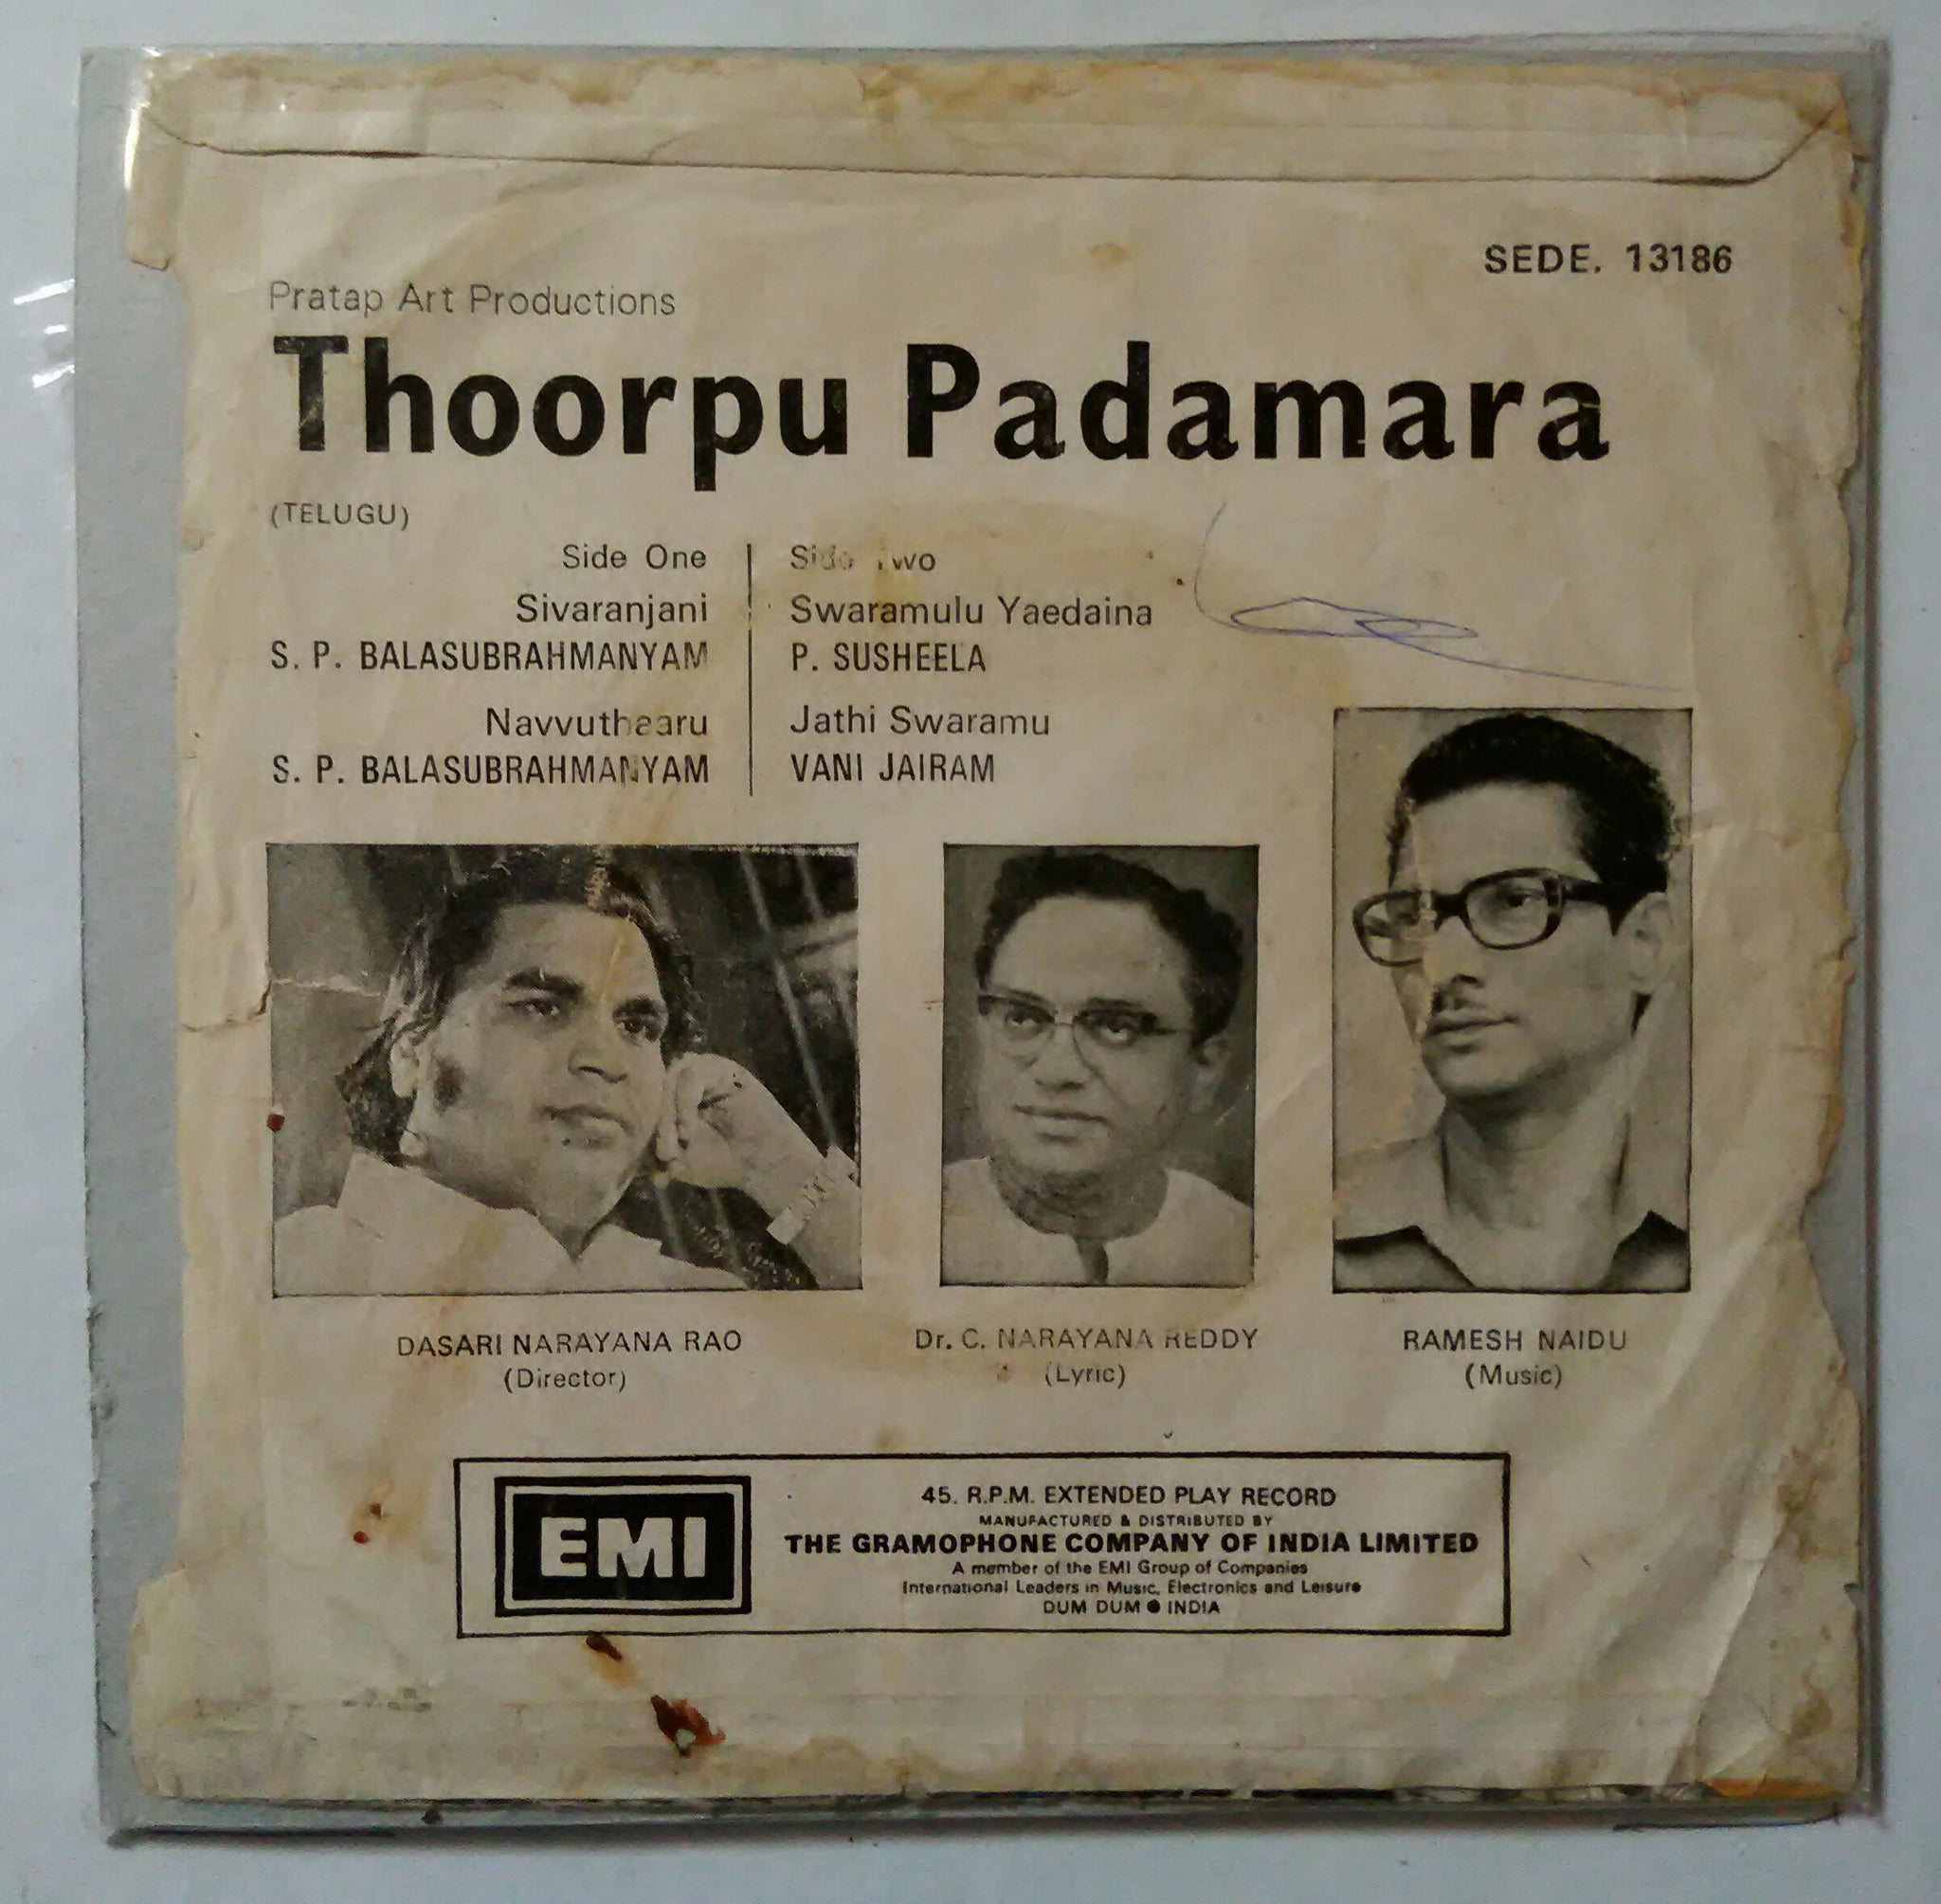 SEDE. 13186
Pratap Art Productions
Thoorpu Padamara
(TELUGU)
Side One
Sivaranjani
S. P. BALASUBRAHMANYAM
Navvuthaaru
S. P. BALASUBRAHMANYAM
Side Two
Swaramulu Yaedaina
P. SUSHEELA
Jathi Swaramu
VANI JAIRAM
DASARI NARAYANA RAO
(Director)
Dr. C. NARAYANA REDDY
(Lyric)
RAMESH NAIDU
(Music)
EMI
45. R.P.M. EXTENDED PLAY RECORD
MANUFACTURED & DISTRIBUTED BY
THE GRAMOPHONE COMPANY OF INDIA LIMITED
A member of the EMI Group of Companies
International Leaders in Music, Electronics and Leisure
DUM DUM ● INDIA